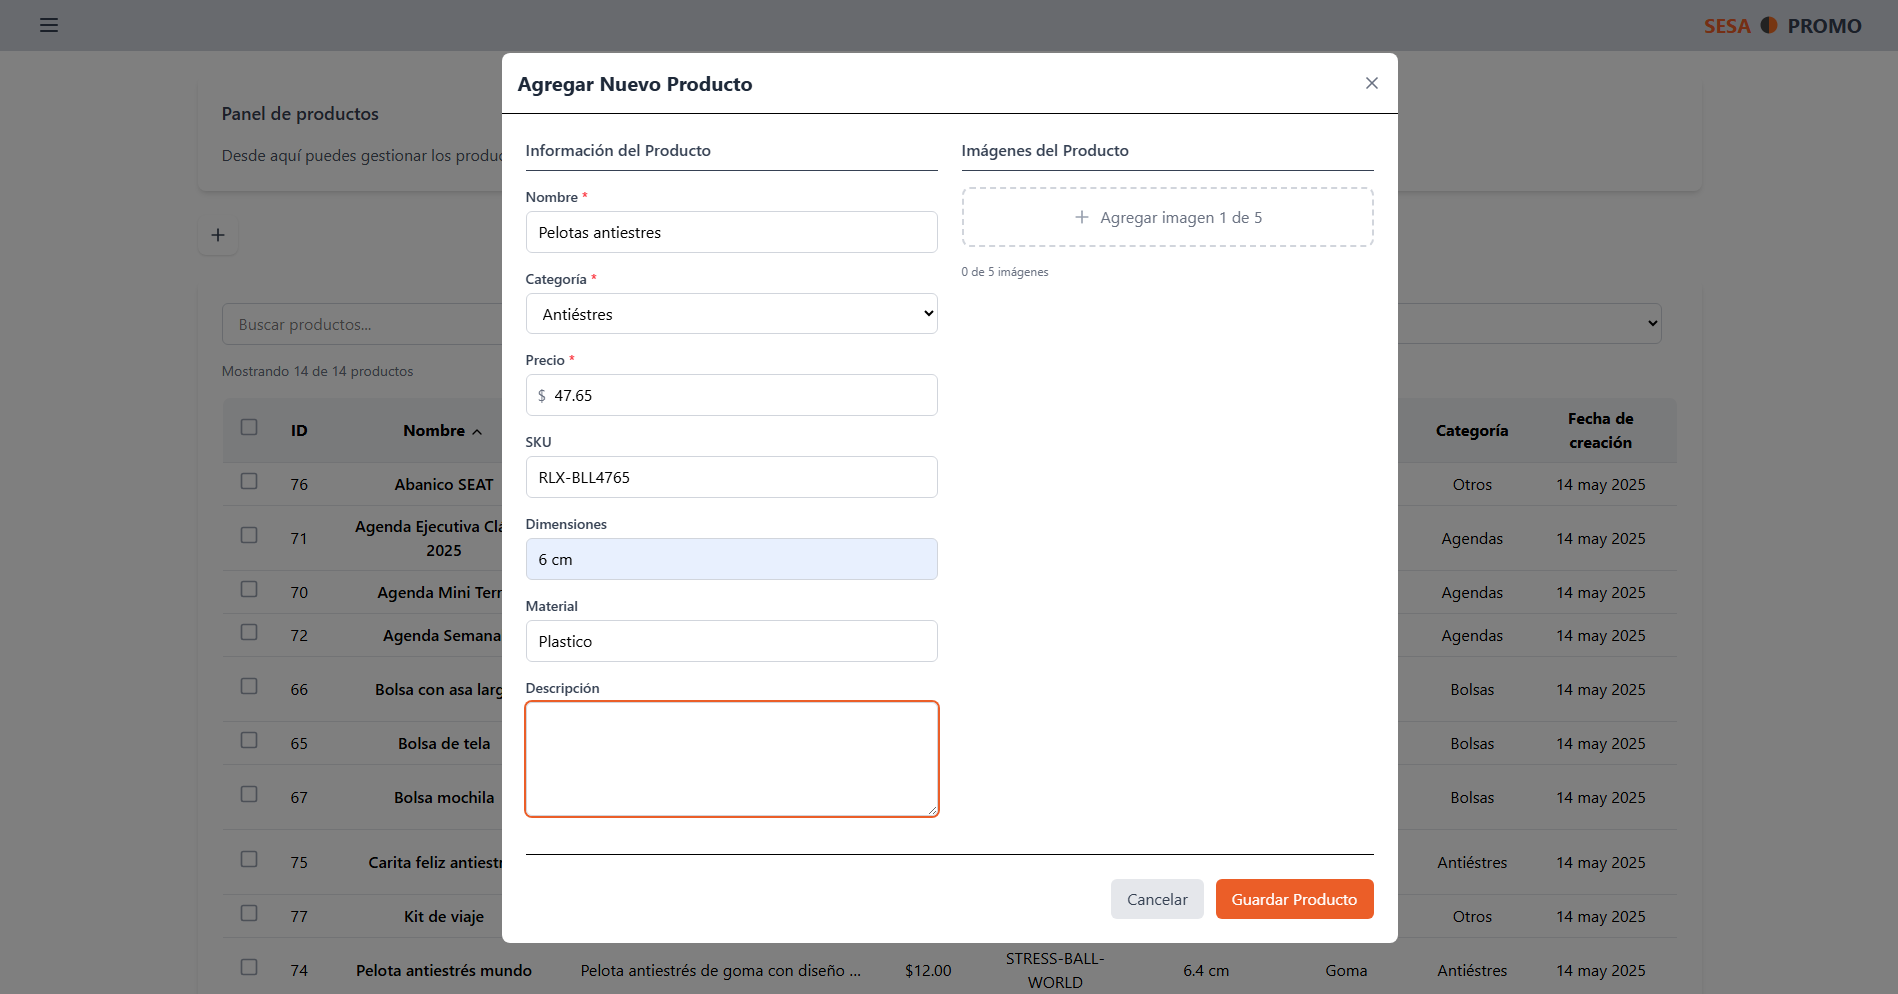 SESA PROMO
Agregar Nuevo Producto
Panel de productos
Desde aquí puedes gestionar los
Información del Producto
Imágenes del Producto
Nombre *
Pelotas antiestres
Agregar imagen 1 de 5
0 de 5 imágenes
Categoría *
Antiéstres
Precio *
$ 47.65
SKU
RLX-BLL4765
Dimensiones
6 cm
Material
Plastico
Descripción
Cancelar
Guardar Producto
Buscar productos...
Mostrando 14 de 14 productos
ID Nombre Categoría Fecha de
creación
76 Abanico SEAT Otros 14 may 2025
Agenda Ejecutiva
71 2025 Agendas 14 may 2025
70 Agenda Mini Agendas 14 may 2025
72 Agenda Agendas 14 may 2025
66 Bolsa con asa Bolsas 14 may 2025
65 Bolsa de tela Bolsas 14 may 2025
67 Bolsa mochila Bolsas 14 may 2025
75 Carita feliz Antiéstres 14 may 2025
77 Kit de viaje Otros 14 may 2025
74 Pelota antiestrés mundo Pelota antiestrés de goma con diseño ... $12.00 STRESS-BALL-
WORLD 6.4 cm Goma Antiéstres 14 may 2025